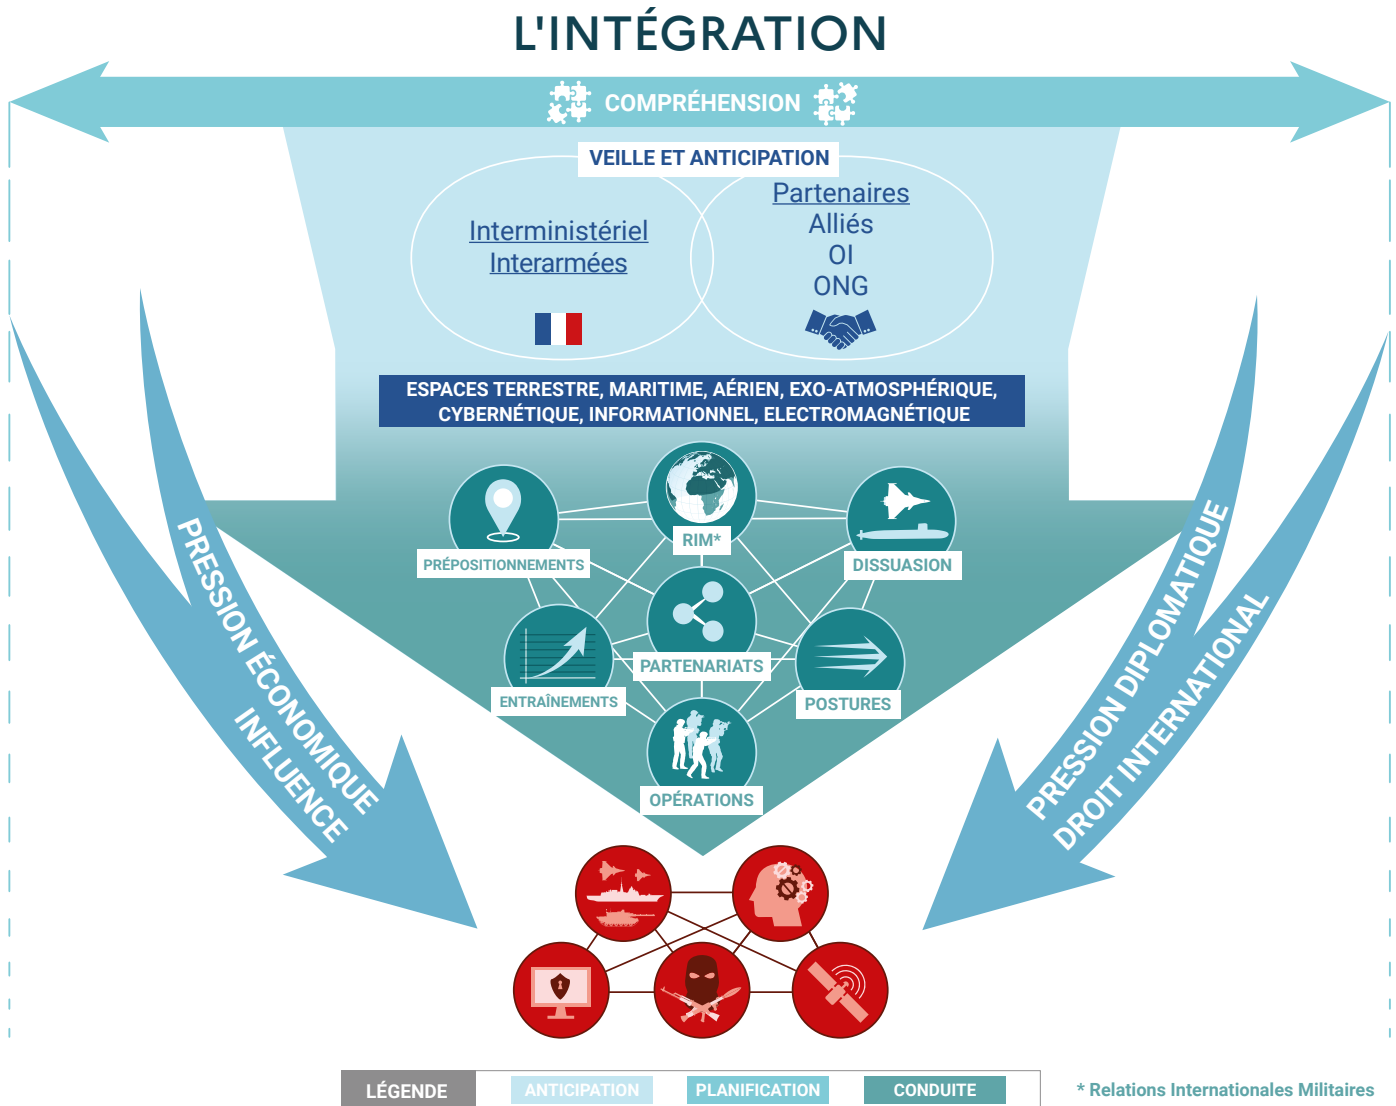 L'INTÉGRATION
COMPRÉHENSION
VEILLE ET ANTICIPATION
Interministériel
Interarmées
Partenaires
Alliés
OI
ONG
ESPACES TERRESTRE, MARITIME, AÉRIEN, EXO-ATMOSPHÉRIQUE,
CYBERNÉTIQUE, INFORMATIONNEL, ELECTROMAGNÉTIQUE
PRÉPOSITIONNEMENTS
RIM*
DISSUASION
ENTRAÎNEMENTS
PARTENARIATS
POSTURES
OPÉRATIONS
PRESSION ÉCONOMIQUE
INFLUENCE
PRESSION DIPLOMATIQUE
DROIT INTERNATIONAL
LÉGENDE
ANTICIPATION
PLANIFICATION
CONDUITE
* Relations Internationales Militaires